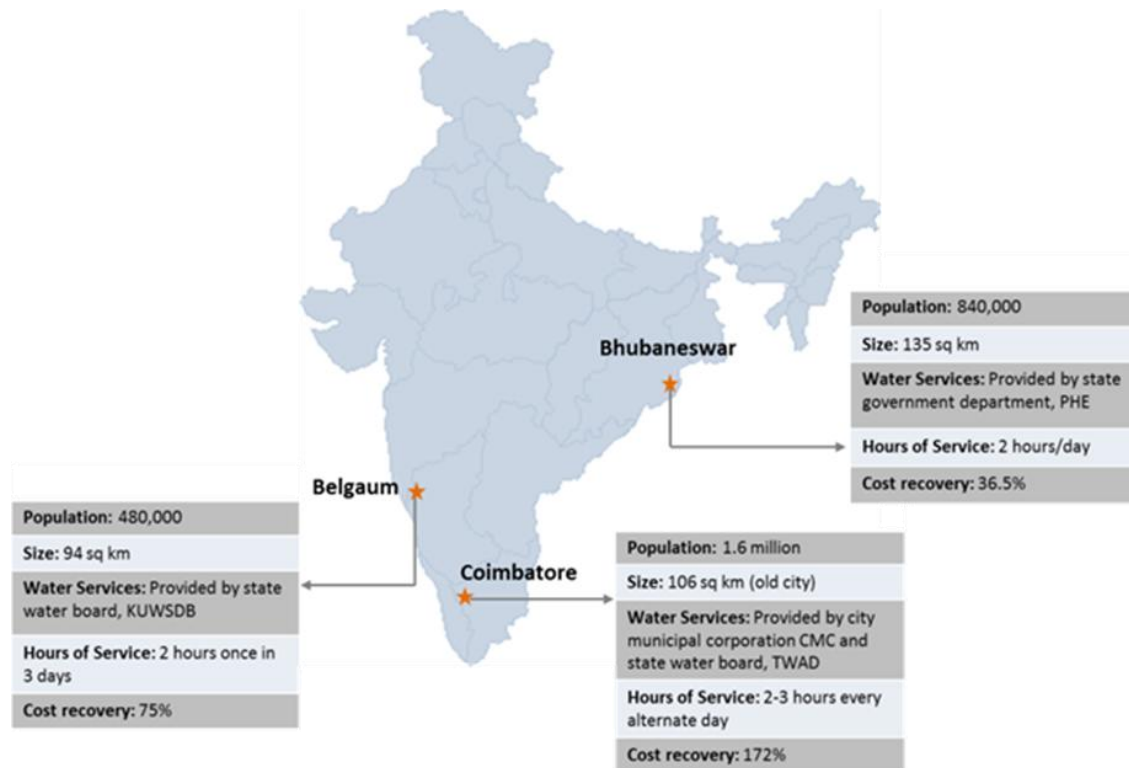 Bhubaneswar
Population: 840,000
Size: 135 sq km
Water Services: Provided by state
government department, PHE
Hours of Service: 2 hours/day
Cost recovery: 36.5%
Belgaum
Population: 480,000
Size: 94 sq km
Water Services: Provided by state
water board, KUWSDB
Hours of Service: 2 hours once in
3 days
Cost recovery: 75%
Coimbatore
Population: 1.6 million
Size: 106 sq km (old city)
Water Services: Provided by city
municipal corporation CMC and
state water board, TWAD
Hours of Service: 2-3 hours every
alternate day
Cost recovery: 172%